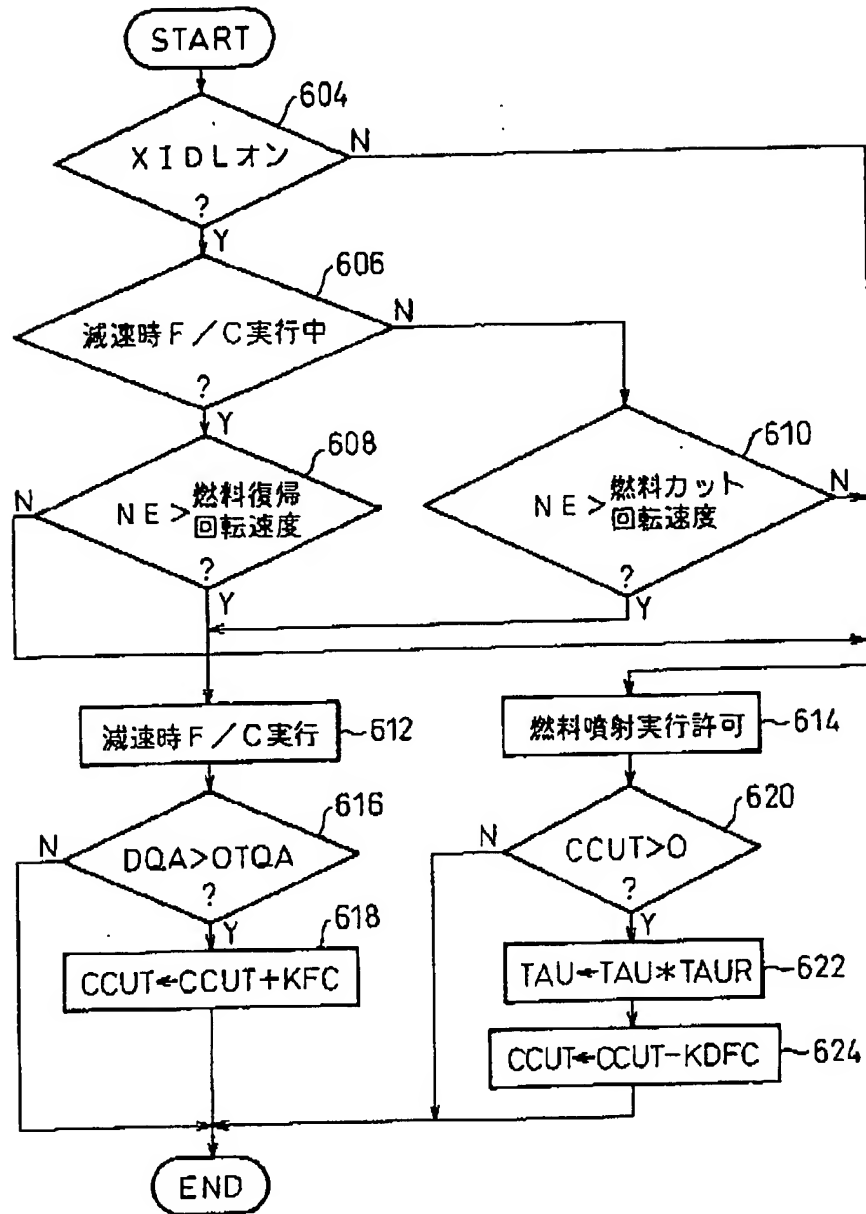 START
604
XIDLオン
N
?
Y
606
減速時F/C実行中
N
?
Y
608
N
NE>燃料復帰
回転速度
?
Y
610
NE>燃料カット
回転速度
N
?
Y
減速時F/C実行
612
燃料噴射実行許可
614
616
N
DQA>OTQA
?
Y
620
N
CCUT>0
?
Y
618
CCUT←CCUT+KFC
TAU←TAU*TAUR
622
CCUT←CCUT-KDFC
624
END